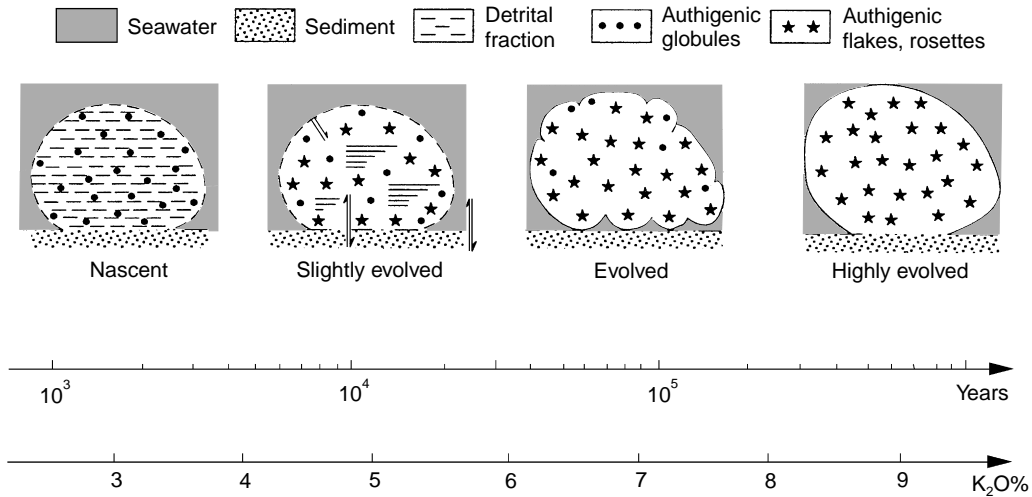 Seawater
Sediment
Detrital
fraction
Authigenic
globules
Authigenic
flakes, rosettes
Nascent
Slightly evolved
Evolved
Highly evolved
10³
10⁴
10⁵
Years
3
4
5
6
7
8
9
K₂O%